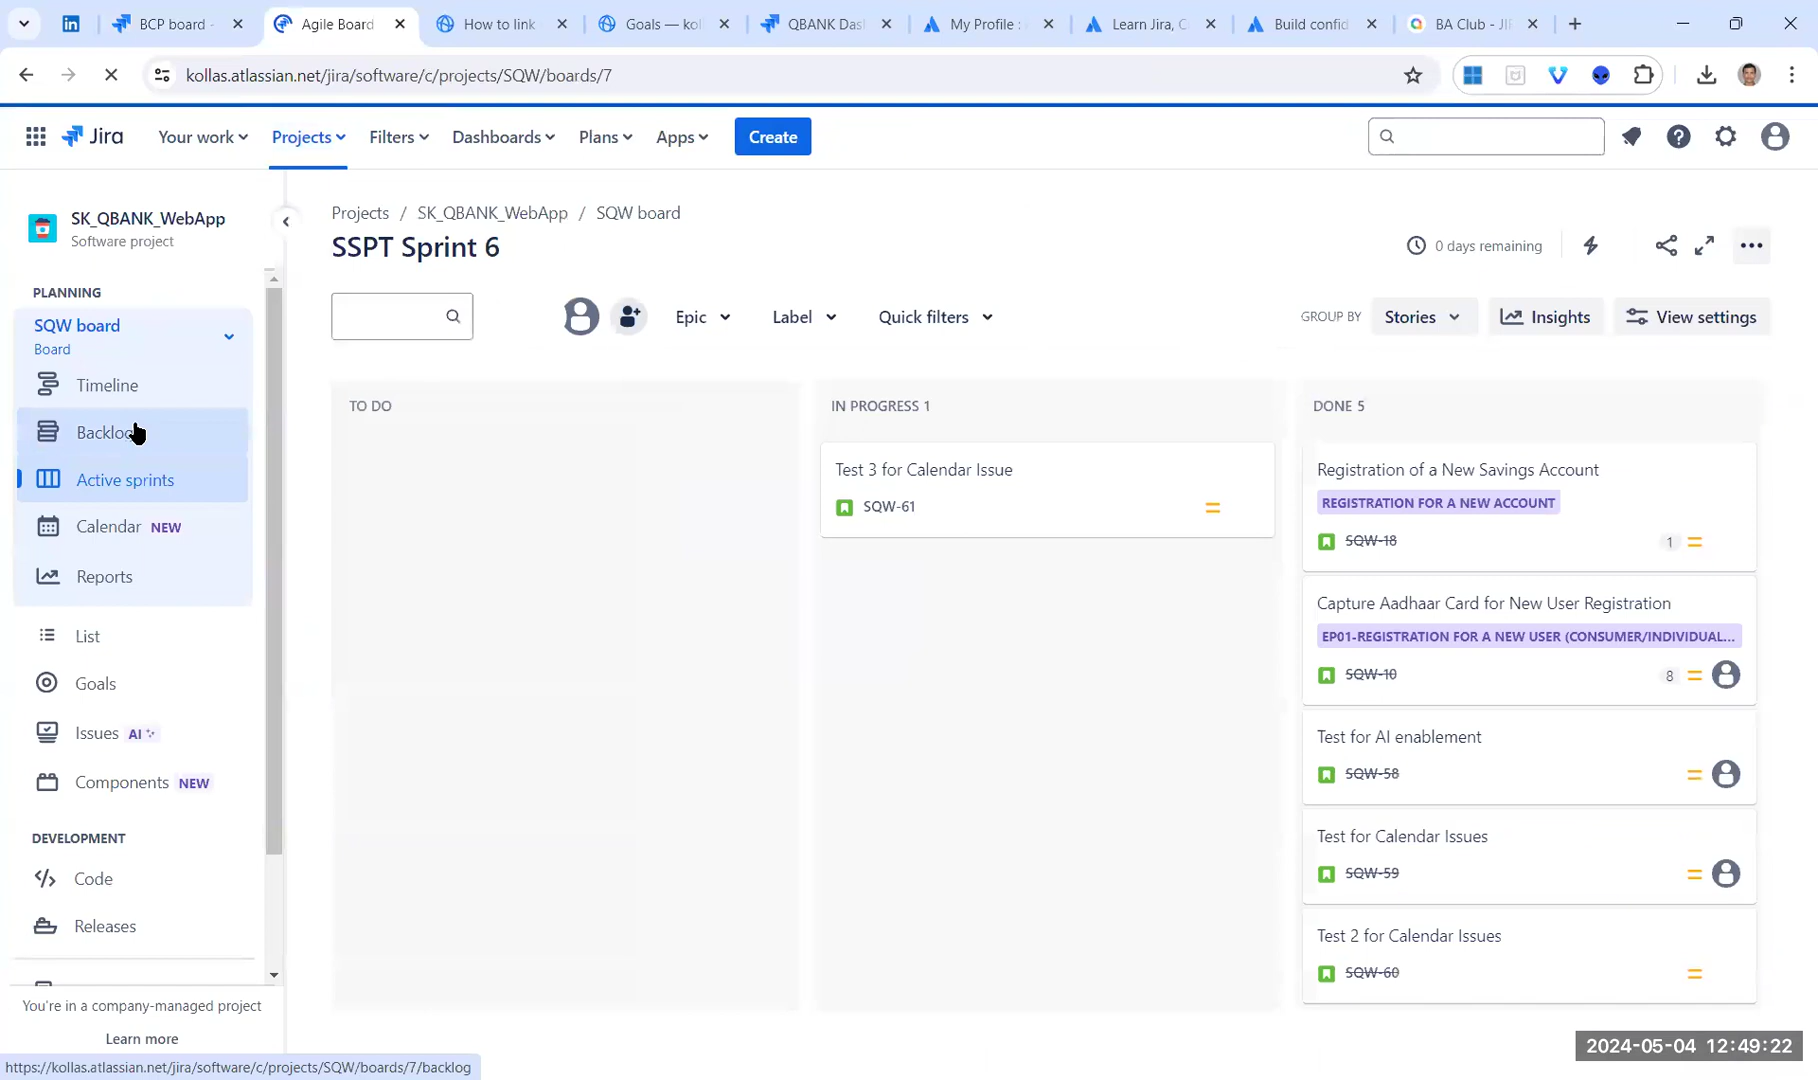 BCP board -
Agile Board
How to link
Goals — kol
QBANK Das
My Profile :
Learn Jira, C
Build confid
BA Club - JI
kollas.atlassian.net/jira/software/c/projects/SQW/boards/7
Jira
Your work
Projects
Filters
Dashboards
Plans
Apps
Create
SK_QBANK_WebApp
Software project
PLANNING
SQW board
Board
Timeline
Backlog
Active sprints
Calendar NEW
Reports
List
Goals
Issues AI
Components NEW
DEVELOPMENT
Code
Releases
You're in a company-managed project
Learn more
https://kollas.atlassian.net/jira/software/c/projects/SQW/boards/7/backlog
Projects / SK_QBANK_WebApp / SQW board
SSPT Sprint 6
0 days remaining
Epic
Label
Quick filters
GROUP BY
Stories
Insights
View settings
TO DO
IN PROGRESS 1
Test 3 for Calendar Issue
SQW-61
DONE 5
Registration of a New Savings Account
REGISTRATION FOR A NEW ACCOUNT
SQW-18
1
Capture Aadhaar Card for New User Registration
EP01-REGISTRATION FOR A NEW USER (CONSUMER/INDIVIDUAL...
SQW-10
8
Test for AI enablement
SQW-58
Test for Calendar Issues
SQW-59
Test 2 for Calendar Issues
SQW-60
2024-05-04 12:49:22